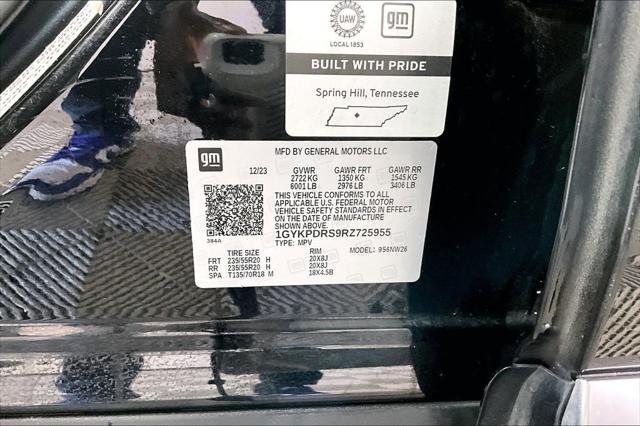 UAW
gm
LOCAL 1853
BUILT WITH PRIDE
Spring Hill, Tennessee
gm
MFD BY GENERAL MOTORS LLC
12/23 GVWR GAWR FRT GAWR RR
2722 KG 1350 KG 1545 KG
6001 LB 2976 LB 3406 LB
THIS VEHICLE CONFORMS TO ALL
APPLICABLE U.S. FEDERAL MOTOR
VEHICLE SAFETY STANDARDS IN EFFECT
ON THE DATE OF MANUFACTURE
SHOWN ABOVE.
384A
1GYKPDRS9RZ725955
TYPE: MPV
TIRE SIZE RIM MODEL: 956NW26
FRT 235/55R20 H 20X8J
RR 235/55R20 H 20X8J
SPA T135/70R18 M 18X4.5B